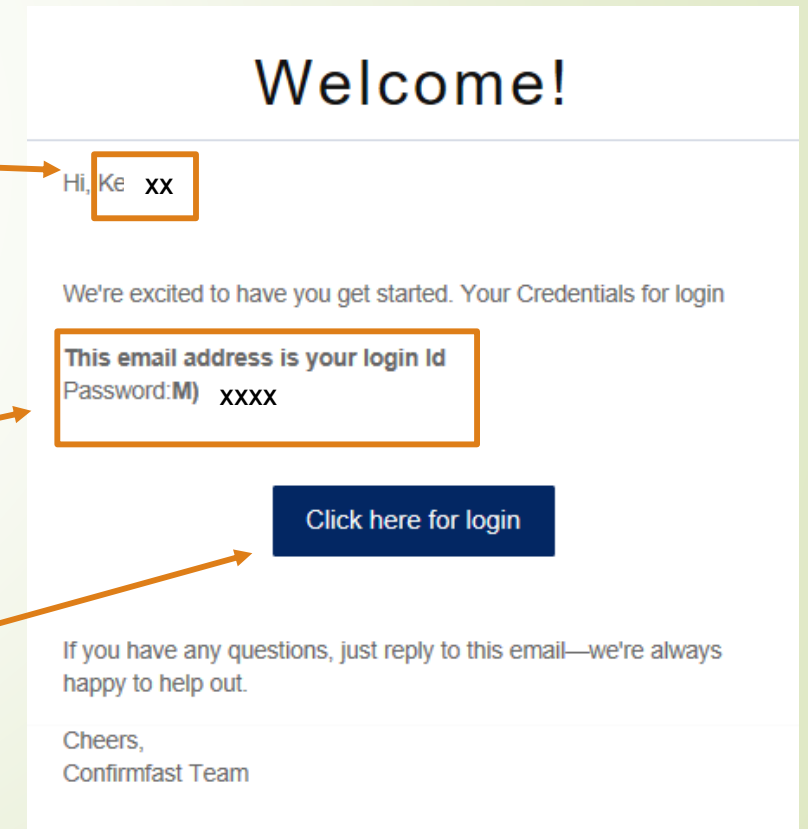 Welcome!
Hi, Ke xx
We're excited to have you get started. Your Credentials for login
This email address is your login Id
Password:M) xxxx
Click here for login
If you have any questions, just reply to this email—we're always
happy to help out.
Cheers,
Confirmfast Team